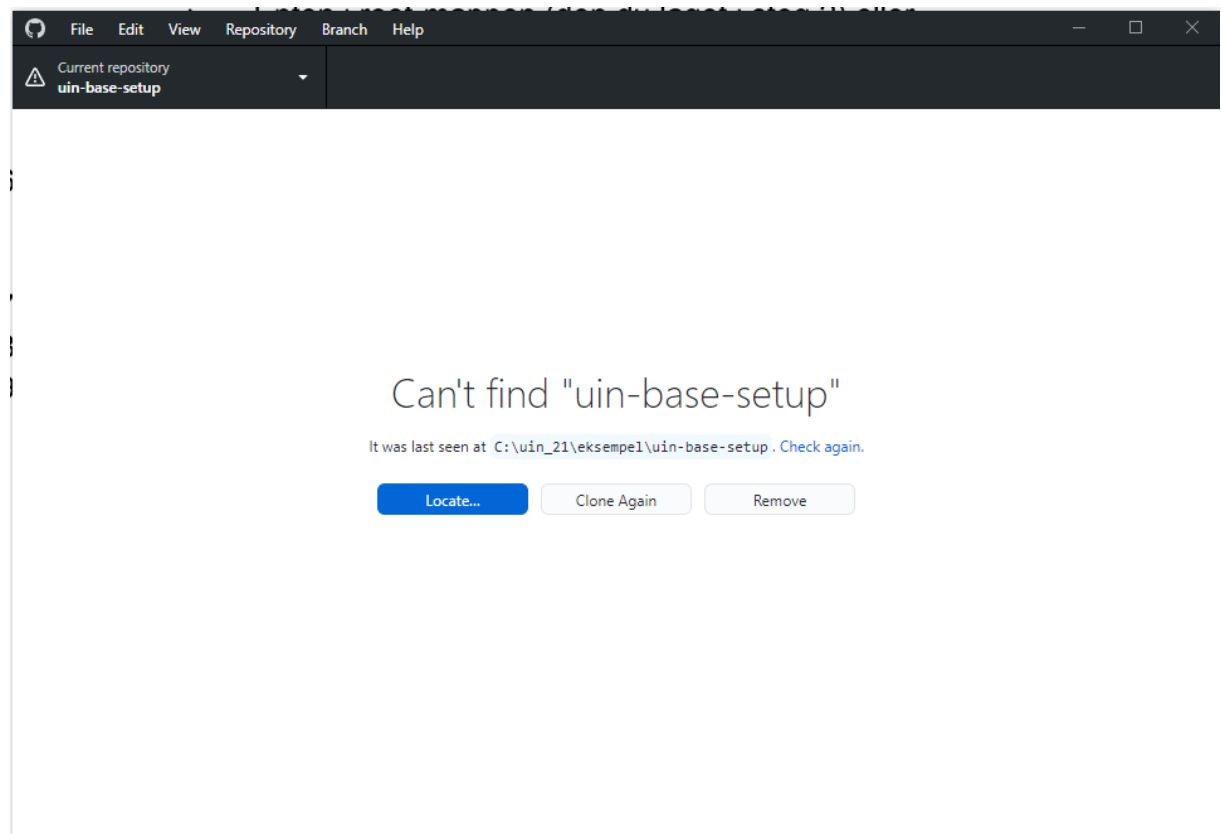 File Edit View Repository Branch Help
Current repository
uin-base-setup
Can't find "uin-base-setup"
It was last seen at C:\uin_21\eksempel\uin-base-setup. Check again.
Locate... Clone Again Remove